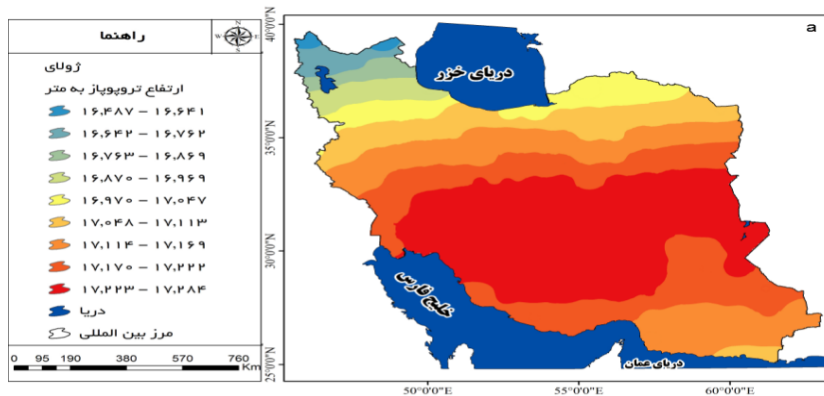 راهنما
N
W
E
S
ژولای
ارتفاع تروپوپاز به متر
۱۶,۴۸۷ – ۱۶,۶۴۱
۱۶,۶۴۲ – ۱۶,۷۶۲
۱۶,۷۶۳ – ۱۶,۸۶۹
۱۶,۸۷۰ – ۱۶,۹۶۹
۱۶,۹۷۰ – ۱۷,۰۴۷
۱۷,۰۴۸ – ۱۷,۱۱۳
۱۷,۱۱۴ – ۱۷,۱۶۹
۱۷,۱۷۰ – ۱۷,۲۲۲
۱۷,۲۲۳ – ۱۷,۲۸۴
دریا
مرز بین المللی
0 95 190 380 570 760
Km
a
40°0'0"N
35°0'0"N
30°0'0"N
25°0'0"N
دریای خزر
خلیج فارس
دریای عمان
50°0'0"E 55°0'0"E 60°0'0"E